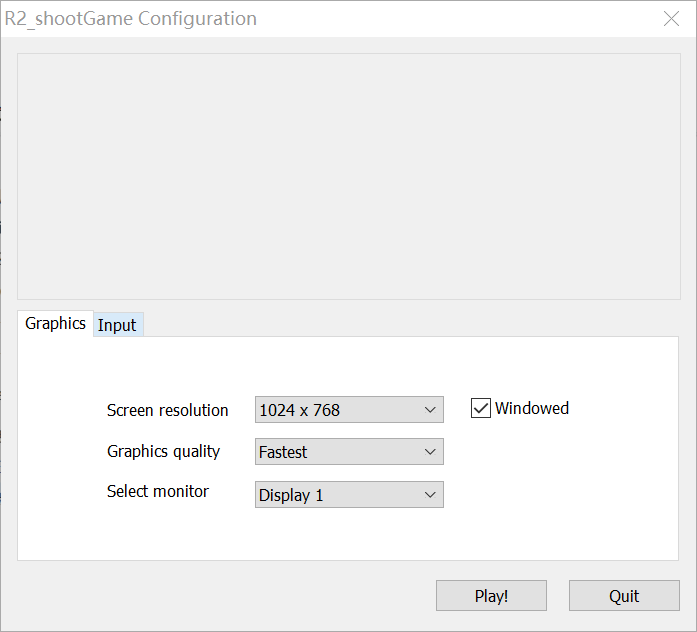 R2_shootGame Configuration
Graphics Input
Screen resolution 1024 x 768 Windowed
Graphics quality Fastest
Select monitor Display 1
Play! Quit